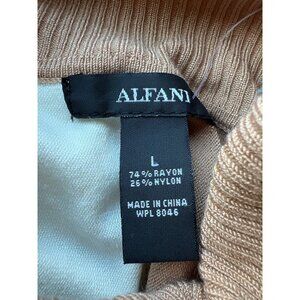 ALFANI
L
74% RAYON
26% NYLON
MADE IN CHINA
WPL 8046